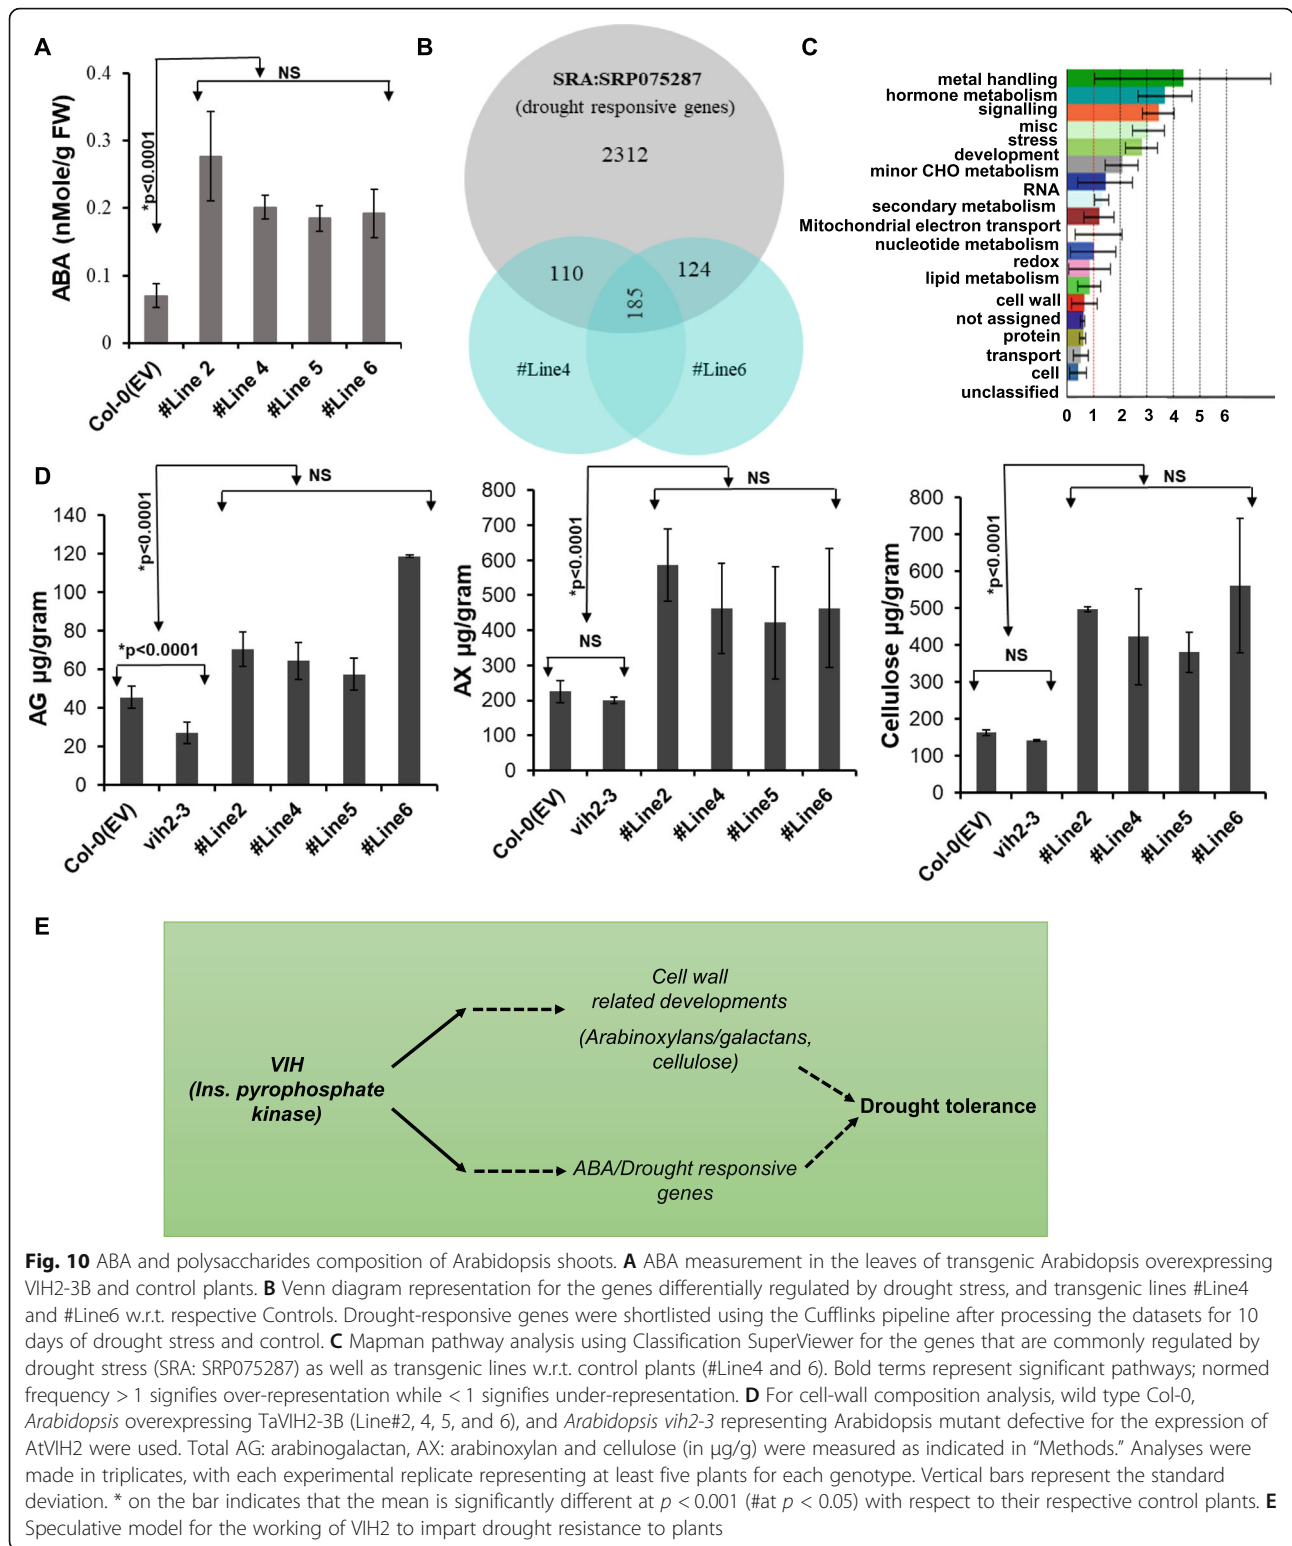 A
ABA (nMole/g FW)
0.4
0.3
0.2
0.1
0
*p<0.0001
NS
Col-0(EV)
#Line 2
#Line 4
#Line 5
#Line 6
B
SRA:SRP075287
(drought responsive genes)
2312
110
124
185
#Line4
#Line6
C
metal handling
hormone metabolism
signalling
misc
stress
development
minor CHO metabolism
RNA
secondary metabolism
Mitochondrial electron transport
nucleotide metabolism
redox
lipid metabolism
cell wall
not assigned
protein
transport
cell
unclassified
0 1 2 3 4 5 6
D
AG µg/gram
140
120
100
80
60
40
20
0
*p<0.0001
*p<0.0001
NS
Col-0(EV)
vih2-3
#Line2
#Line4
#Line5
#Line6
AX µg/gram
800
700
600
500
400
300
200
100
0
*p<0.0001
NS
NS
Col-0(EV)
vih2-3
#Line2
#Line4
#Line5
#Line6
Cellulose µg/gram
800
700
600
500
400
300
200
100
0
*p<0.0001
NS
NS
Col-0(EV)
vih2-3
#Line2
#Line4
#Line5
#Line6
E
VIH
(Ins. pyrophosphate
kinase)
Cell wall
related developments
(Arabinoxylans/galactans,
cellulose)
ABA/Drought responsive
genes
Drought tolerance
Fig. 10 ABA and polysaccharides composition of Arabidopsis shoots. A ABA measurement in the leaves of transgenic Arabidopsis overexpressing
VIH2-3B and control plants. B Venn diagram representation for the genes differentially regulated by drought stress, and transgenic lines #Line4
and #Line6 w.r.t. respective Controls. Drought-responsive genes were shortlisted using the Cufflinks pipeline after processing the datasets for 10
days of drought stress and control. C Mapman pathway analysis using Classification SuperViewer for the genes that are commonly regulated by
drought stress (SRA: SRP075287) as well as transgenic lines w.r.t. control plants (#Line4 and 6). Bold terms represent significant pathways; normed
frequency > 1 signifies over-representation while < 1 signifies under-representation. D For cell-wall composition analysis, wild type Col-0,
Arabidopsis overexpressing TaVIH2-3B (Line#2, 4, 5, and 6), and Arabidopsis vih2-3 representing Arabidopsis mutant defective for the expression of
AtVIH2 were used. Total AG: arabinogalactan, AX: arabinoxylan and cellulose (in µg/g) were measured as indicated in “Methods.” Analyses were
made in triplicates, with each experimental replicate representing at least five plants for each genotype. Vertical bars represent the standard
deviation. * on the bar indicates that the mean is significantly different at p < 0.001 (#at p < 0.05) with respect to their respective control plants. E
Speculative model for the working of VIH2 to impart drought resistance to plants